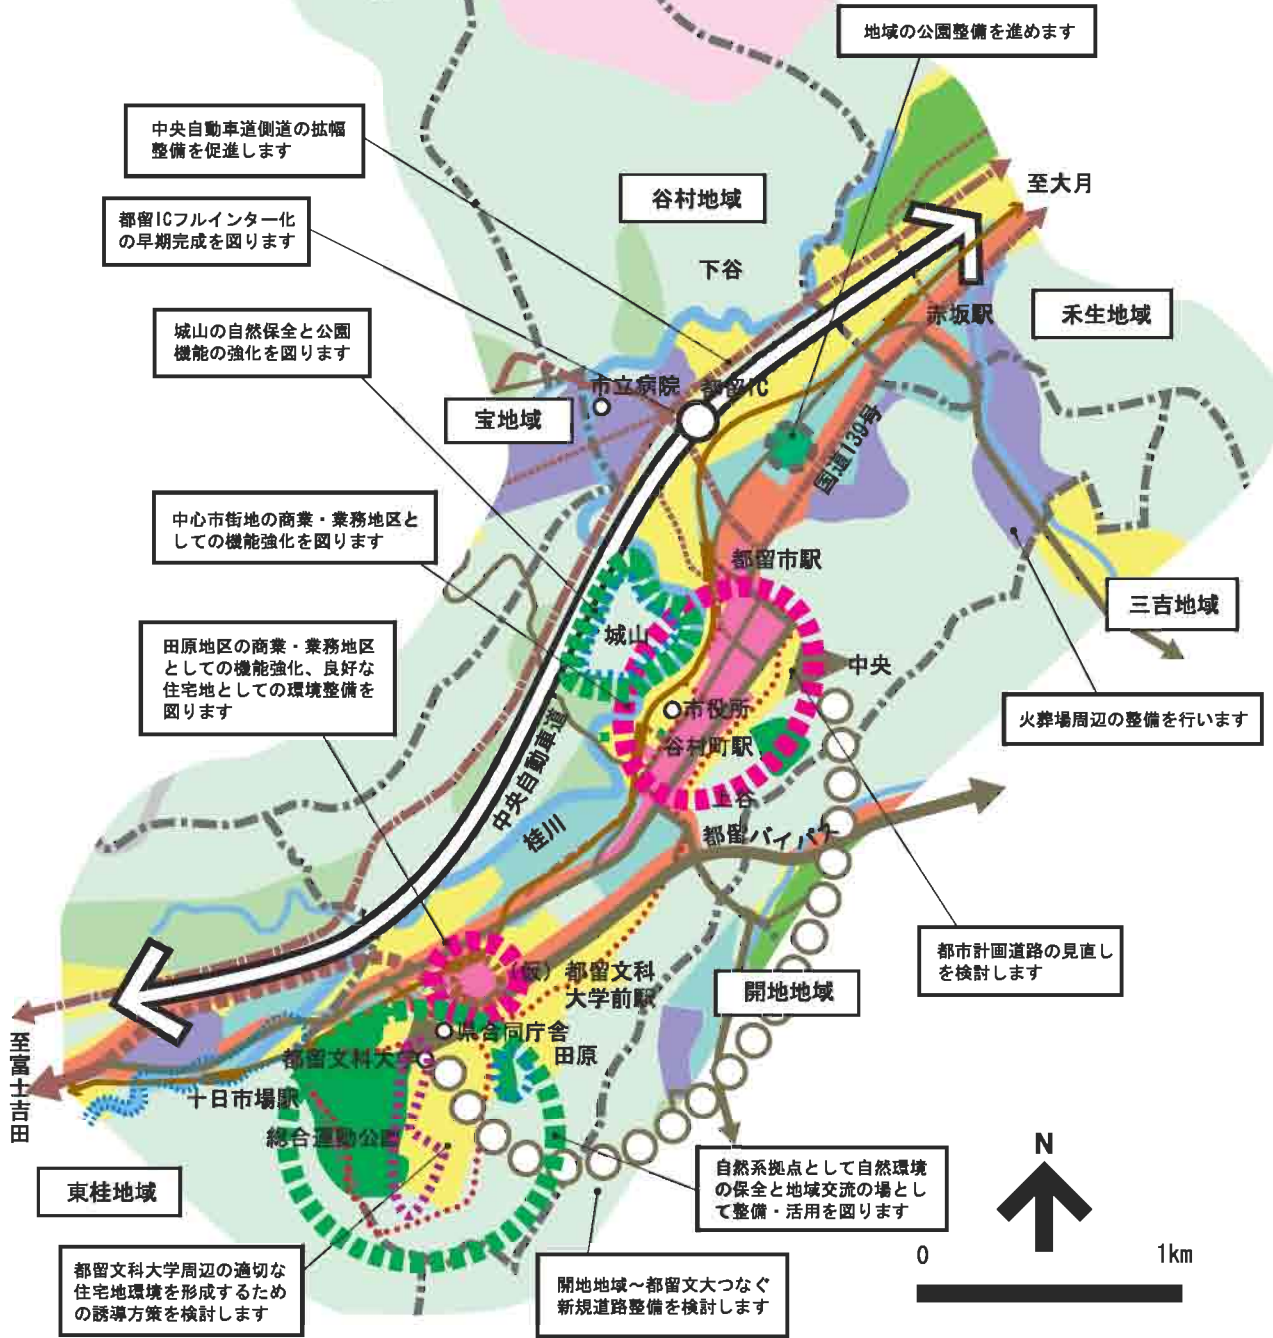 地域の公園整備を進めます
中央自動車道側道の拡幅
整備を促進します
谷村地域
至大月
都留ICフルインター化
の早期完成を図ります
下谷
禾生地域
赤坂駅
城山の自然保全と公園
機能の強化を図ります
市立病院
都留IC
宝地域
国道139号
中心市街地の商業・業務地区と
しての機能強化を図ります
都留市駅
三吉地域
田原地区の商業・業務地区
としての機能強化、良好な
住宅地としての環境整備を
図ります
城山
中央
市役所
火葬場周辺の整備を行います
谷村町駅
中央自動車道
上谷
桂川
都留バイパス
都市計画道路の見直し
を検討します
(仮)都留文科
大学前駅
開地地域
県合同庁舎
都留文科大学
田原
至富士吉田
十日市場駅
総合運動公園
東桂地域
自然系拠点として自然環境
の保全と地域交流の場とし
て整備・活用を図ります
N
0
1km
都留文科大学周辺の適切な
住宅地環境を形成するため
の誘導方策を検討します
開地地域～都留文大つなぐ
新規道路整備を検討します